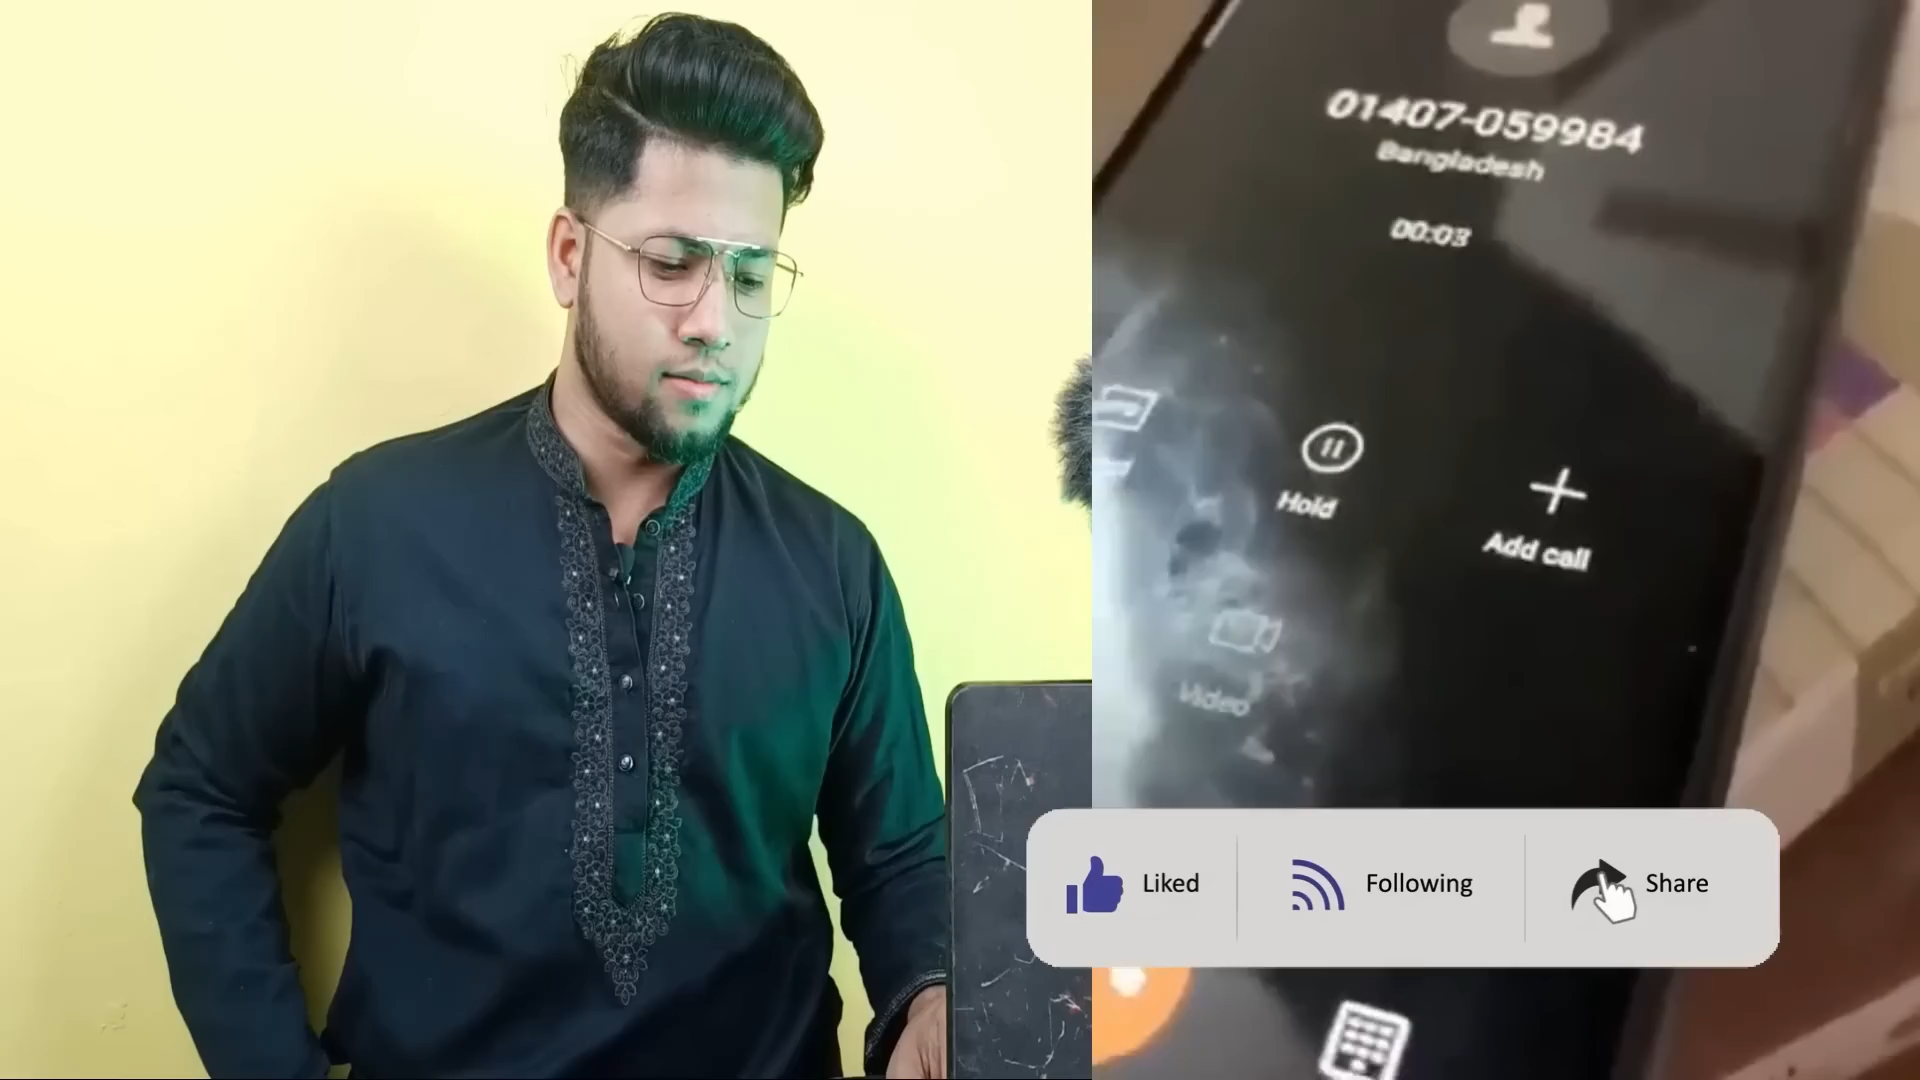 01407-059984
Bangladesh
00:03
Hold
Add call
Video
Liked
Following
Share